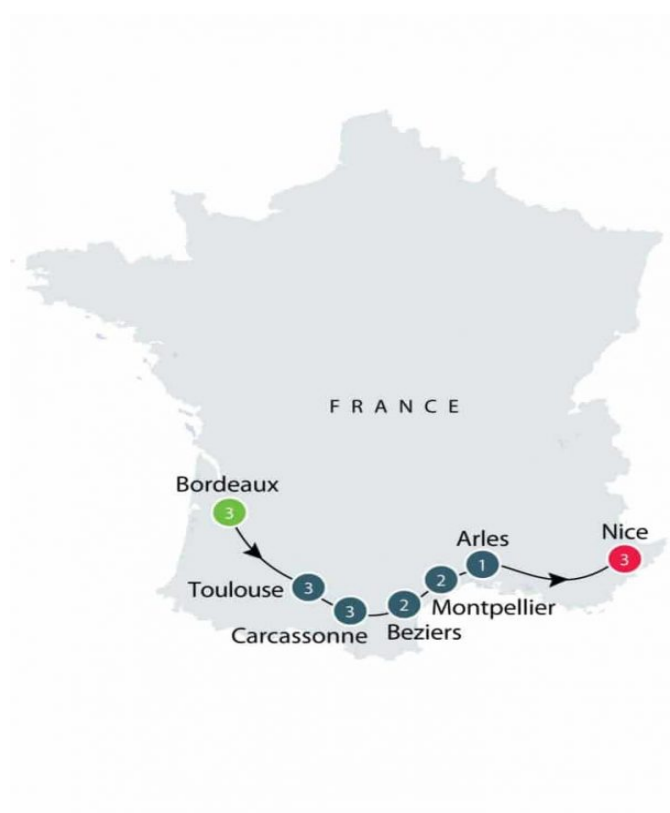 FRANCE
Bordeaux
3
Toulouse
3
Carcassonne
3
Beziers
2
Montpellier
2
Arles
1
Nice
3